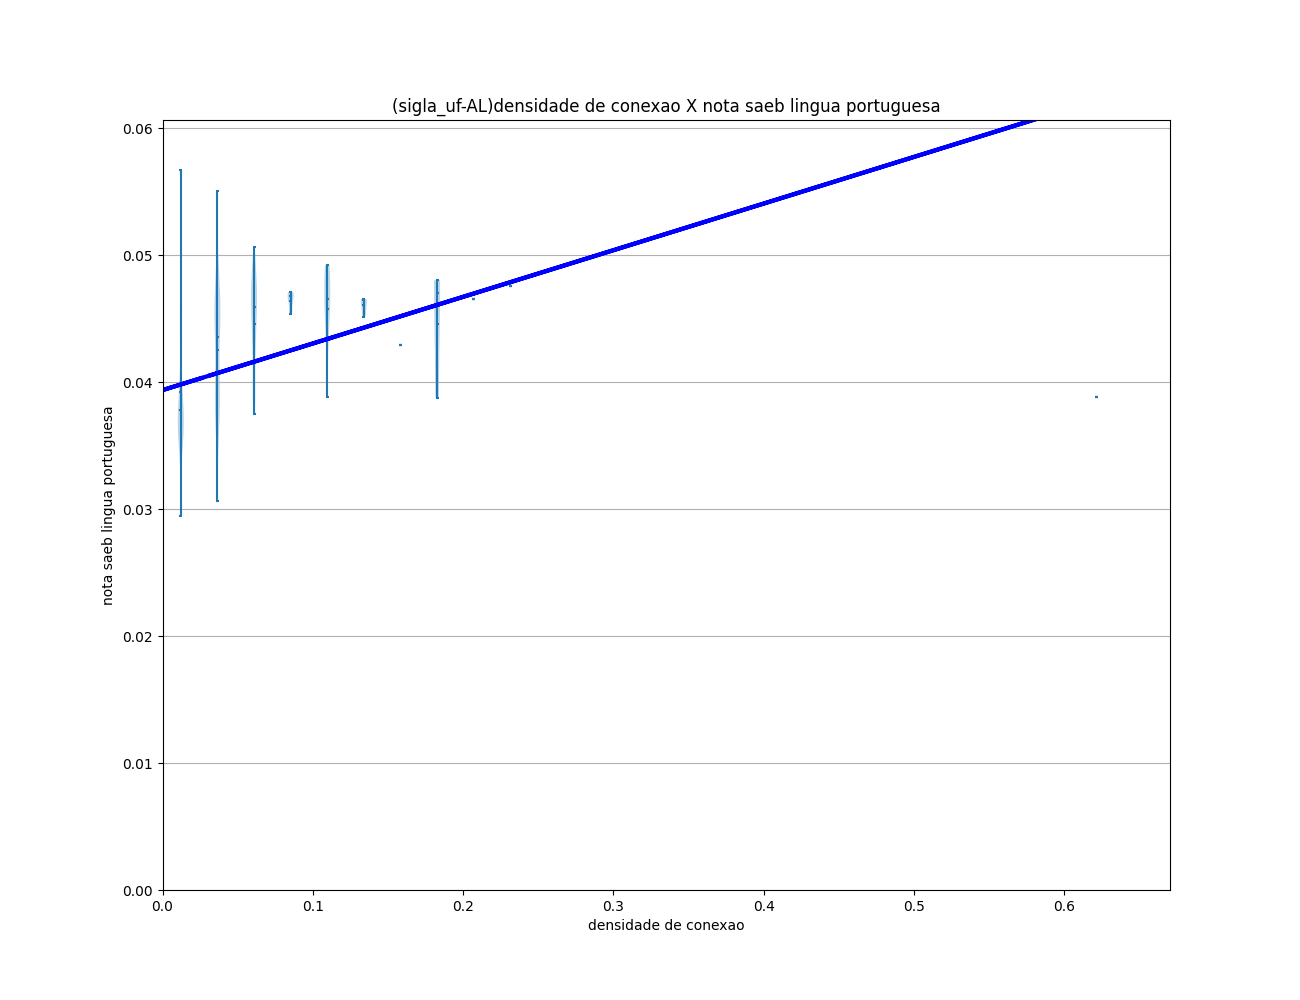 (sigla_uf-AL)densidade de conexao X nota saeb lingua portuguesa
0.06
0.05
0.04
0.03
0.02
0.01
0.00
nota saeb lingua portuguesa
0.0 0.1 0.2 0.3 0.4 0.5 0.6
densidade de conexao